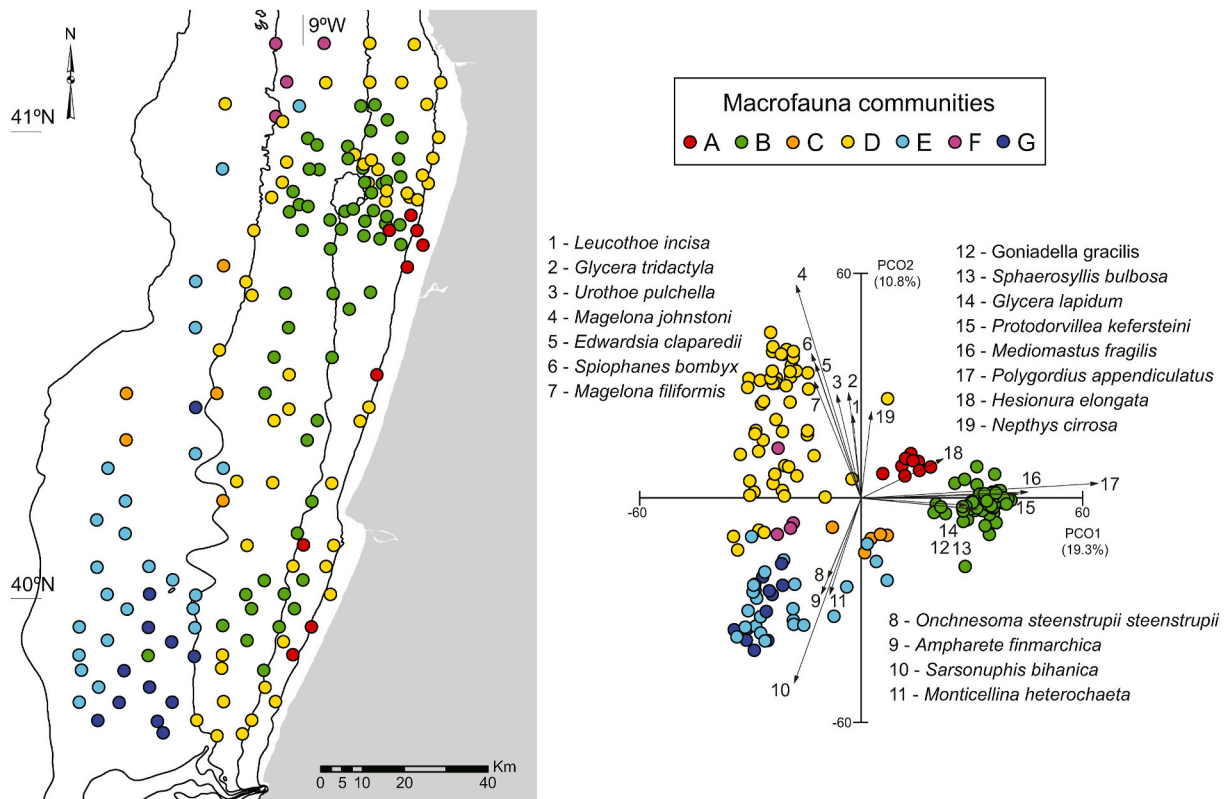 9ºW
N
41ºN
40ºN
Km
0 5 10 20 40
Macrofauna communities
A B C D E F G
1 - Leucothoe incisa
2 - Glycera tridactyla
3 - Urothoe pulchella
4 - Magelona johnstoni
5 - Edwardsia claparedii
6 - Spiophanes bombyx
7 - Magelona filiformis
12 - Goniadella gracilis
13 - Sphaerosyllis bulbosa
14 - Glycera lapidum
15 - Protodorvillea kefersteini
16 - Mediomastus fragilis
17 - Polygordius appendiculatus
18 - Hesionura elongata
19 - Nepthys cirrosa
60
PCO2
(10.8%)
4
6
5
3
2
7
1
19
18
16
17
15
-60
60
14
12
13
PCO1
(19.3%)
8
9
11
10
-60
8 - Onchnesoma steenstrupii steenstrupii
9 - Ampharete finmarchica
10 - Sarsonuphis bihanica
11 - Monticellina heterochaeta